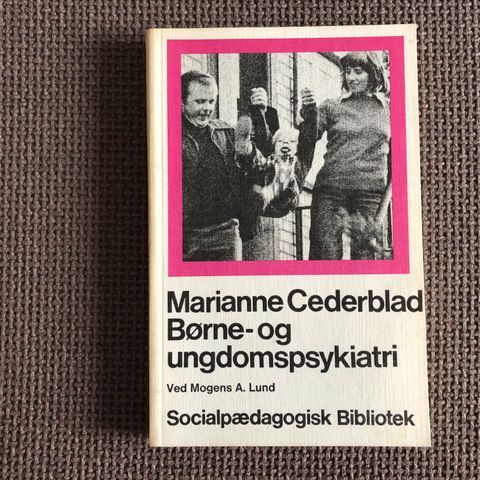 Marianne Cederblad
Børne- og
ungdomspsykiatri
Ved Mogens A. Lund
Socialpædagogisk Bibliotek